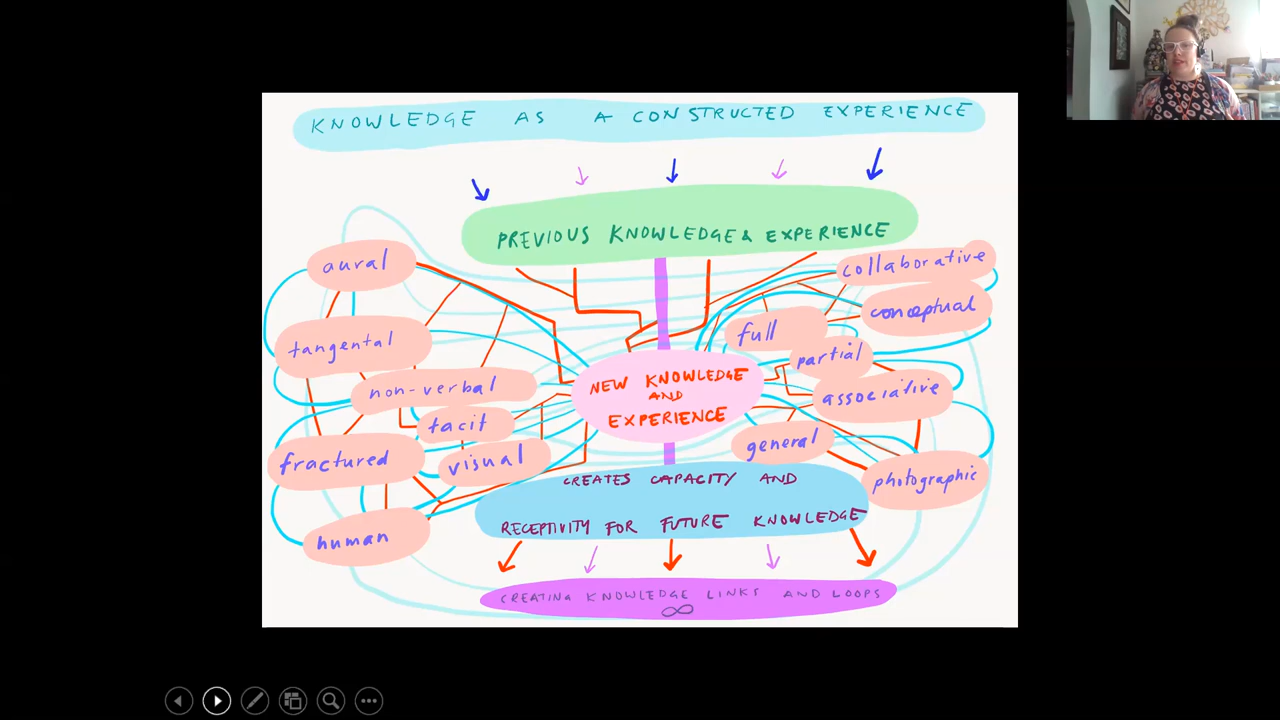 KNOWLEDGE AS A CONSTRUCTED EXPERIENCE
PREVIOUS KNOWLEDGE & EXPERIENCE
aural
tangental
non-verbal
tacit
fractured
visual
human
NEW KNOWLEDGE
AND
EXPERIENCE
collaborative
conceptual
full
partial
associative
general
photographic
CREATES CAPACITY AND
RECEPTIVITY FOR FUTURE KNOWLEDGE
CREATING KNOWLEDGE LINKS AND LOOPS
∞